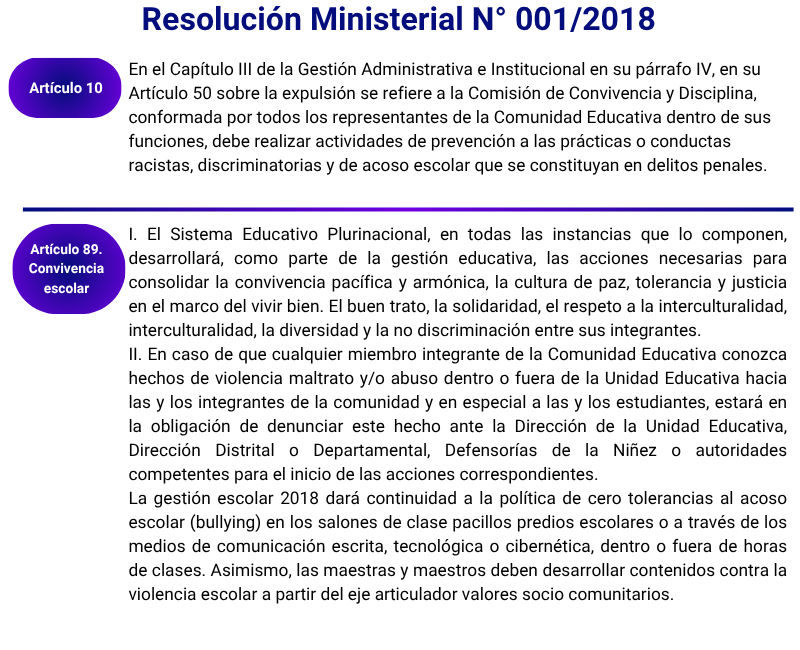 Resolución Ministerial N° 001/2018
Artículo 10
En el Capítulo III de la Gestión Administrativa e Institucional en su párrafo IV, en su
Artículo 50 sobre la expulsión se refiere a la Comisión de Convivencia y Disciplina,
conformada por todos los representantes de la Comunidad Educativa dentro de sus
funciones, debe realizar actividades de prevención a las prácticas o conductas
racistas, discriminatorias y de acoso escolar que se constituyan en delitos penales.
Artículo 89.
Convivencia
escolar
I. El Sistema Educativo Plurinacional, en todas las instancias que lo componen,
desarrollará, como parte de la gestión educativa, las acciones necesarias para
consolidar la convivencia pacífica y armónica, la cultura de paz, tolerancia y justicia
en el marco del vivir bien. El buen trato, la solidaridad, el respeto a la interculturalidad,
interculturalidad, la diversidad y la no discriminación entre sus integrantes.
II. En caso de que cualquier miembro integrante de la Comunidad Educativa conozca
hechos de violencia maltrato y/o abuso dentro o fuera de la Unidad Educativa hacia
las y los integrantes de la comunidad y en especial a las y los estudiantes, estará en
la obligación de denunciar este hecho ante la Dirección de la Unidad Educativa,
Dirección Distrital o Departamental, Defensorías de la Niñez o autoridades
competentes para el inicio de las acciones correspondientes.
La gestión escolar 2018 dará continuidad a la política de cero tolerancias al acoso
escolar (bullying) en los salones de clase pacillos predios escolares o a través de los
medios de comunicación escrita, tecnológica o cibernética, dentro o fuera de horas
de clases. Asimismo, las maestras y maestros deben desarrollar contenidos contra la
violencia escolar a partir del eje articulador valores socio comunitarios.